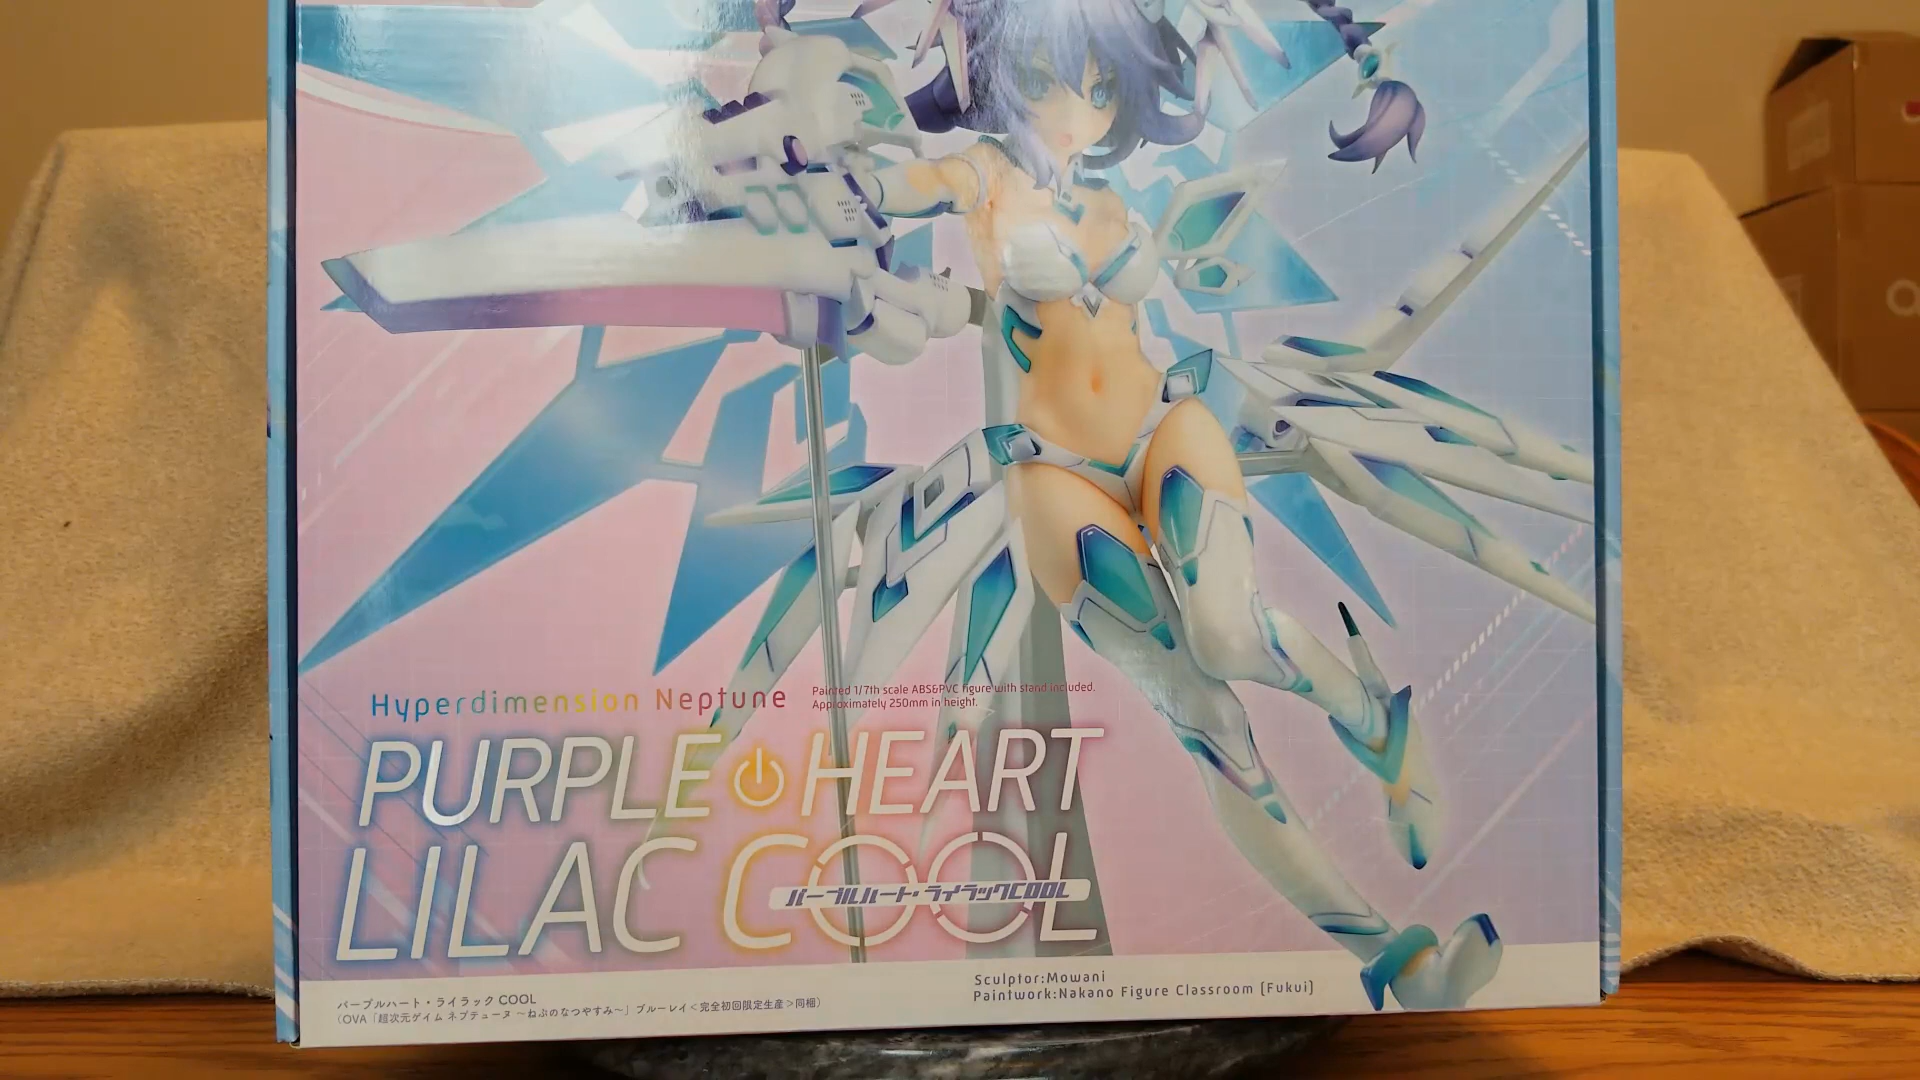 Hyperdimension Neptune
Painted 1/7th scale ABS&PVC figure with stand included.
Approximately 250mm in height.
PURPLE HEART
LILAC COOL
パープルハート・ライラックCOOL
Sculptor:Mowani
Paintwork:Nakano Figure Classroom (Fukui)
パープルハート・ライラック COOL
(OVA「超次元ゲイム ネプテューヌ ～ねぷのなつやすみ～」ブルーレイ＜完全初回限定生産＞同梱)